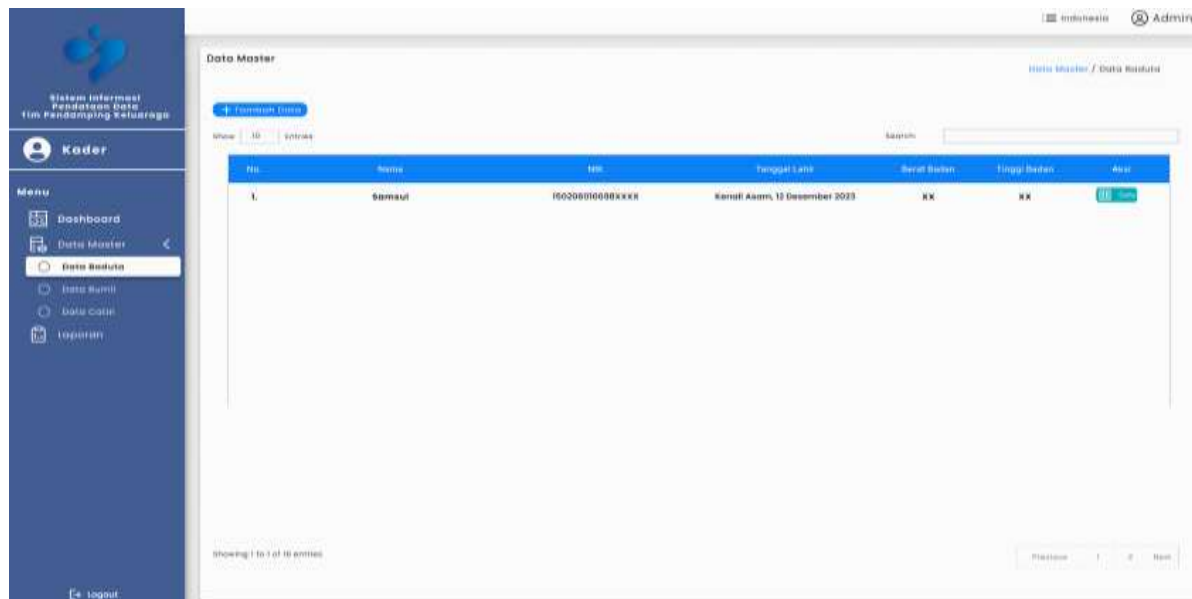 Indonesia
Admin
Sistem Informasi
Pendataan Data
Tim Pendamping Keluarga
Kader
Menu
Dashboard
Data Master
Data Baduta
Data Bumil
Data Catin
Laporan
Logout
Data Master
Data Master / Data Baduta
+ Tambah Data
Show 10 Entries
Search:
No. Nama NIK Tanggal Lahir Berat Badan Tinggi Badan Aksi
1. Samsul Kenali Asam, 12 Desember 2023 XX XX
Showing 1 to 1 of 10 entries
Previous 1 2 Next